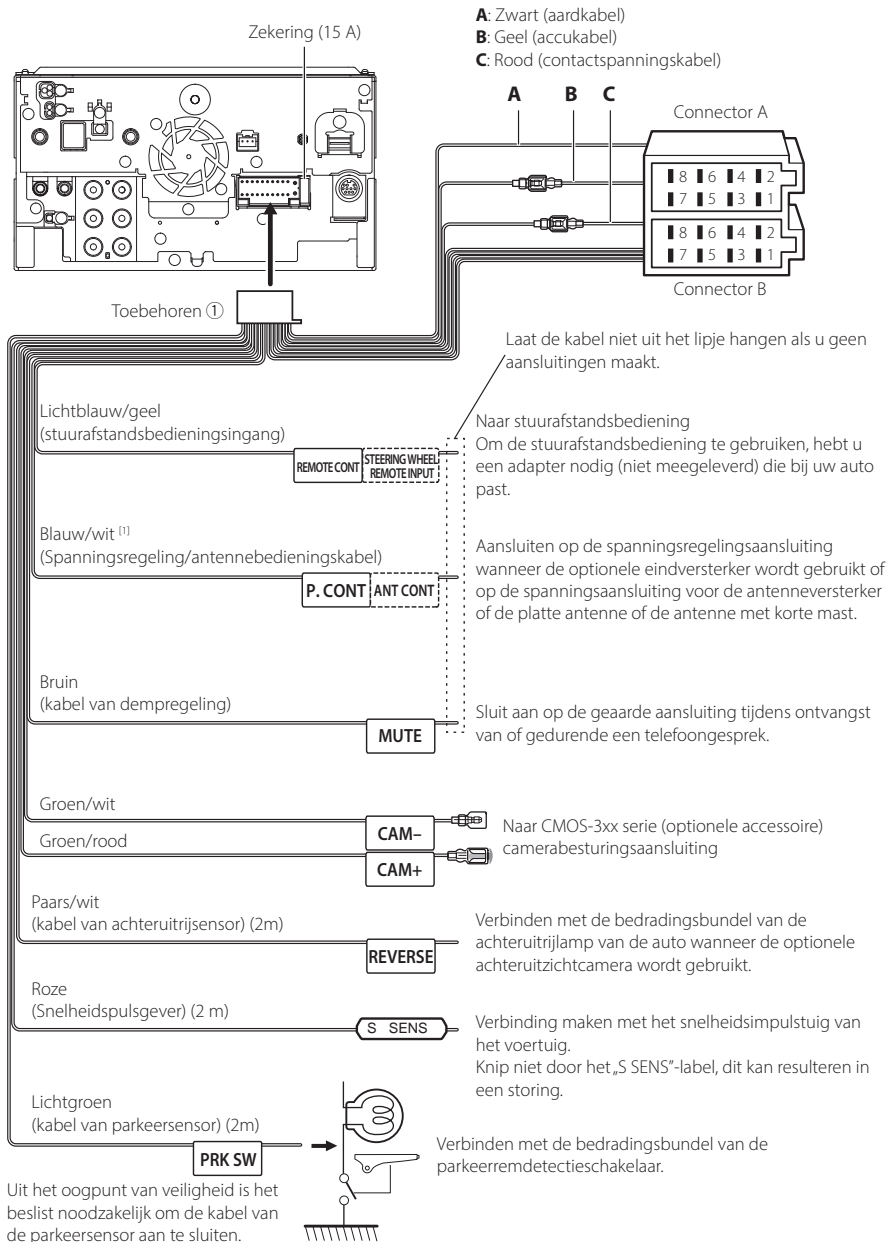 Zekering (15 A)
A: Zwart (aardkabel)
B: Geel (accukabel)
C: Rood (contactspanningskabel)
A B C
Connector A
8 6 4 2
7 5 3 1
8 6 4 2
7 5 3 1
Connector B
Toebehoren ①
Laat de kabel niet uit het lipje hangen als u geen
aansluitingen maakt.
Lichtblauw/geel
(stuurafstandsbedieningsingang)
REMOTE CONT
STEERING WHEEL
REMOTE INPUT
Naar stuurafstandsbediening
Om de stuurafstandsbediening te gebruiken, hebt u
een adapter nodig (niet meegeleverd) die bij uw auto
past.
Blauw/wit [1]
(Spanningsregeling/antennebedieningskabel)
P. CONT ANT CONT
Aansluiten op de spanningsregelingsaansluiting
wanneer de optionele eindversterker wordt gebruikt of
op de spanningsaansluiting voor de antenneversterker
of de platte antenne of de antenne met korte mast.
Bruin
(kabel van dempregeling)
MUTE
Sluit aan op de geaarde aansluiting tijdens ontvangst
van of gedurende een telefoongesprek.
Groen/wit
CAM–
Groen/rood
CAM+
Naar CMOS-3xx serie (optionele accessoire)
camerabesturingsaansluiting
Paars/wit
(kabel van achteruitrijsensor) (2m)
REVERSE
Verbinden met de bedradingsbundel van de
achteruitrijlamp van de auto wanneer de optionele
achteruitzichtcamera wordt gebruikt.
Roze
(Snelheidspulsgever) (2 m)
S SENS
Verbinding maken met het snelheidsimpulstuig van
het voertuig.
Knip niet door het „S SENS”-label, dit kan resulteren in
een storing.
Lichtgroen
(kabel van parkeersensor) (2m)
PRK SW
Verbinden met de bedradingsbundel van de
parkeerremdetectieschakelaar.
Uit het oogpunt van veiligheid is het
beslist noodzakelijk om de kabel van
de parkeersensor aan te sluiten.